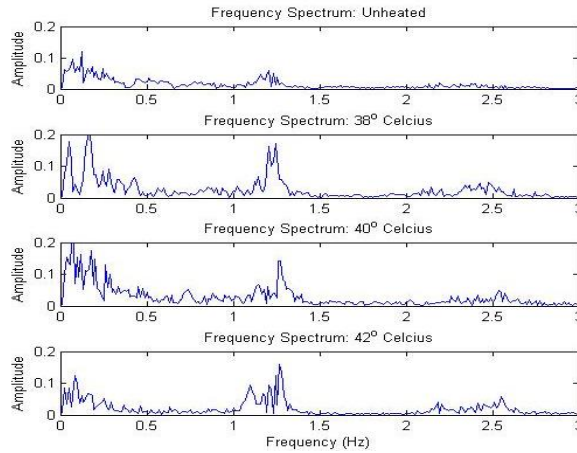 Frequency Spectrum: Unheated
0.2
0.1
0
Amplitude
0 0.5 1 1.5 2 2.5 3
Frequency Spectrum: 38o Celcius
0.2
0.1
0
Amplitude
0 0.5 1 1.5 2 2.5 3
Frequency Spectrum: 40o Celcius
0.2
0.1
0
Amplitude
0 0.5 1 1.5 2 2.5 3
Frequency Spectrum: 42o Celcius
0.2
0.1
0
Amplitude
0 0.5 1 1.5 2 2.5 3
Frequency (Hz)